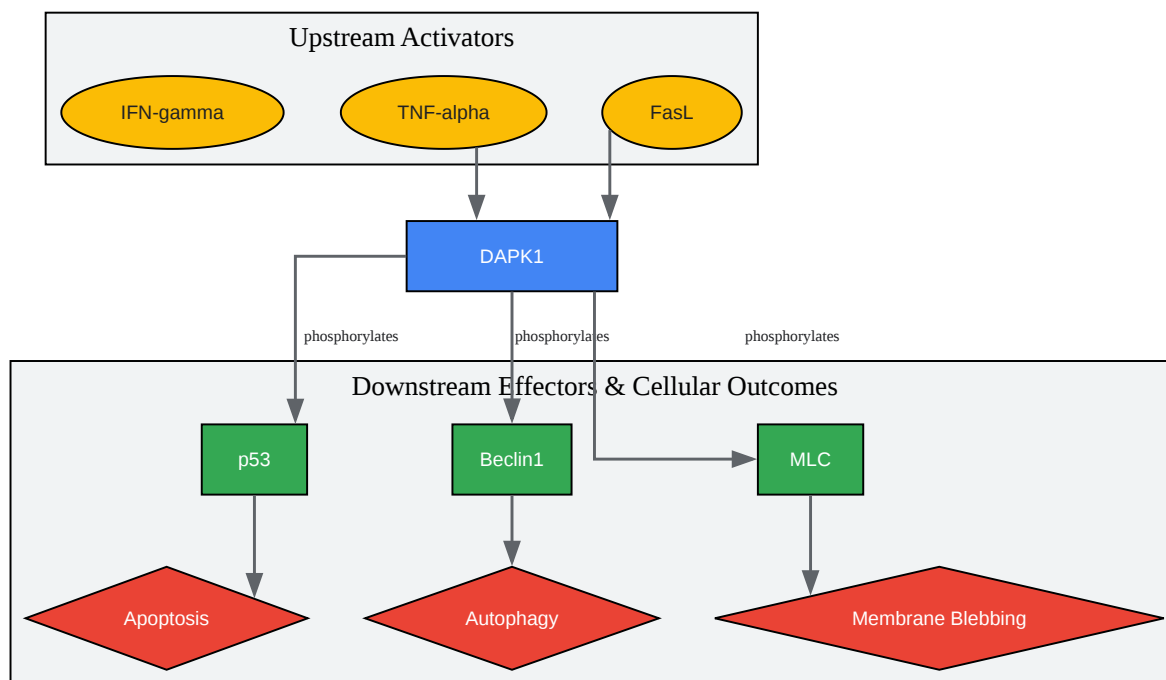 Upstream Activators
IFN-gamma
TNF-alpha
FasL
DAPK1
phosphorylates
phosphorylates
phosphorylates
Downstream Effectors & Cellular Outcomes
p53
Beclin1
MLC
Apoptosis
Autophagy
Membrane Blebbing